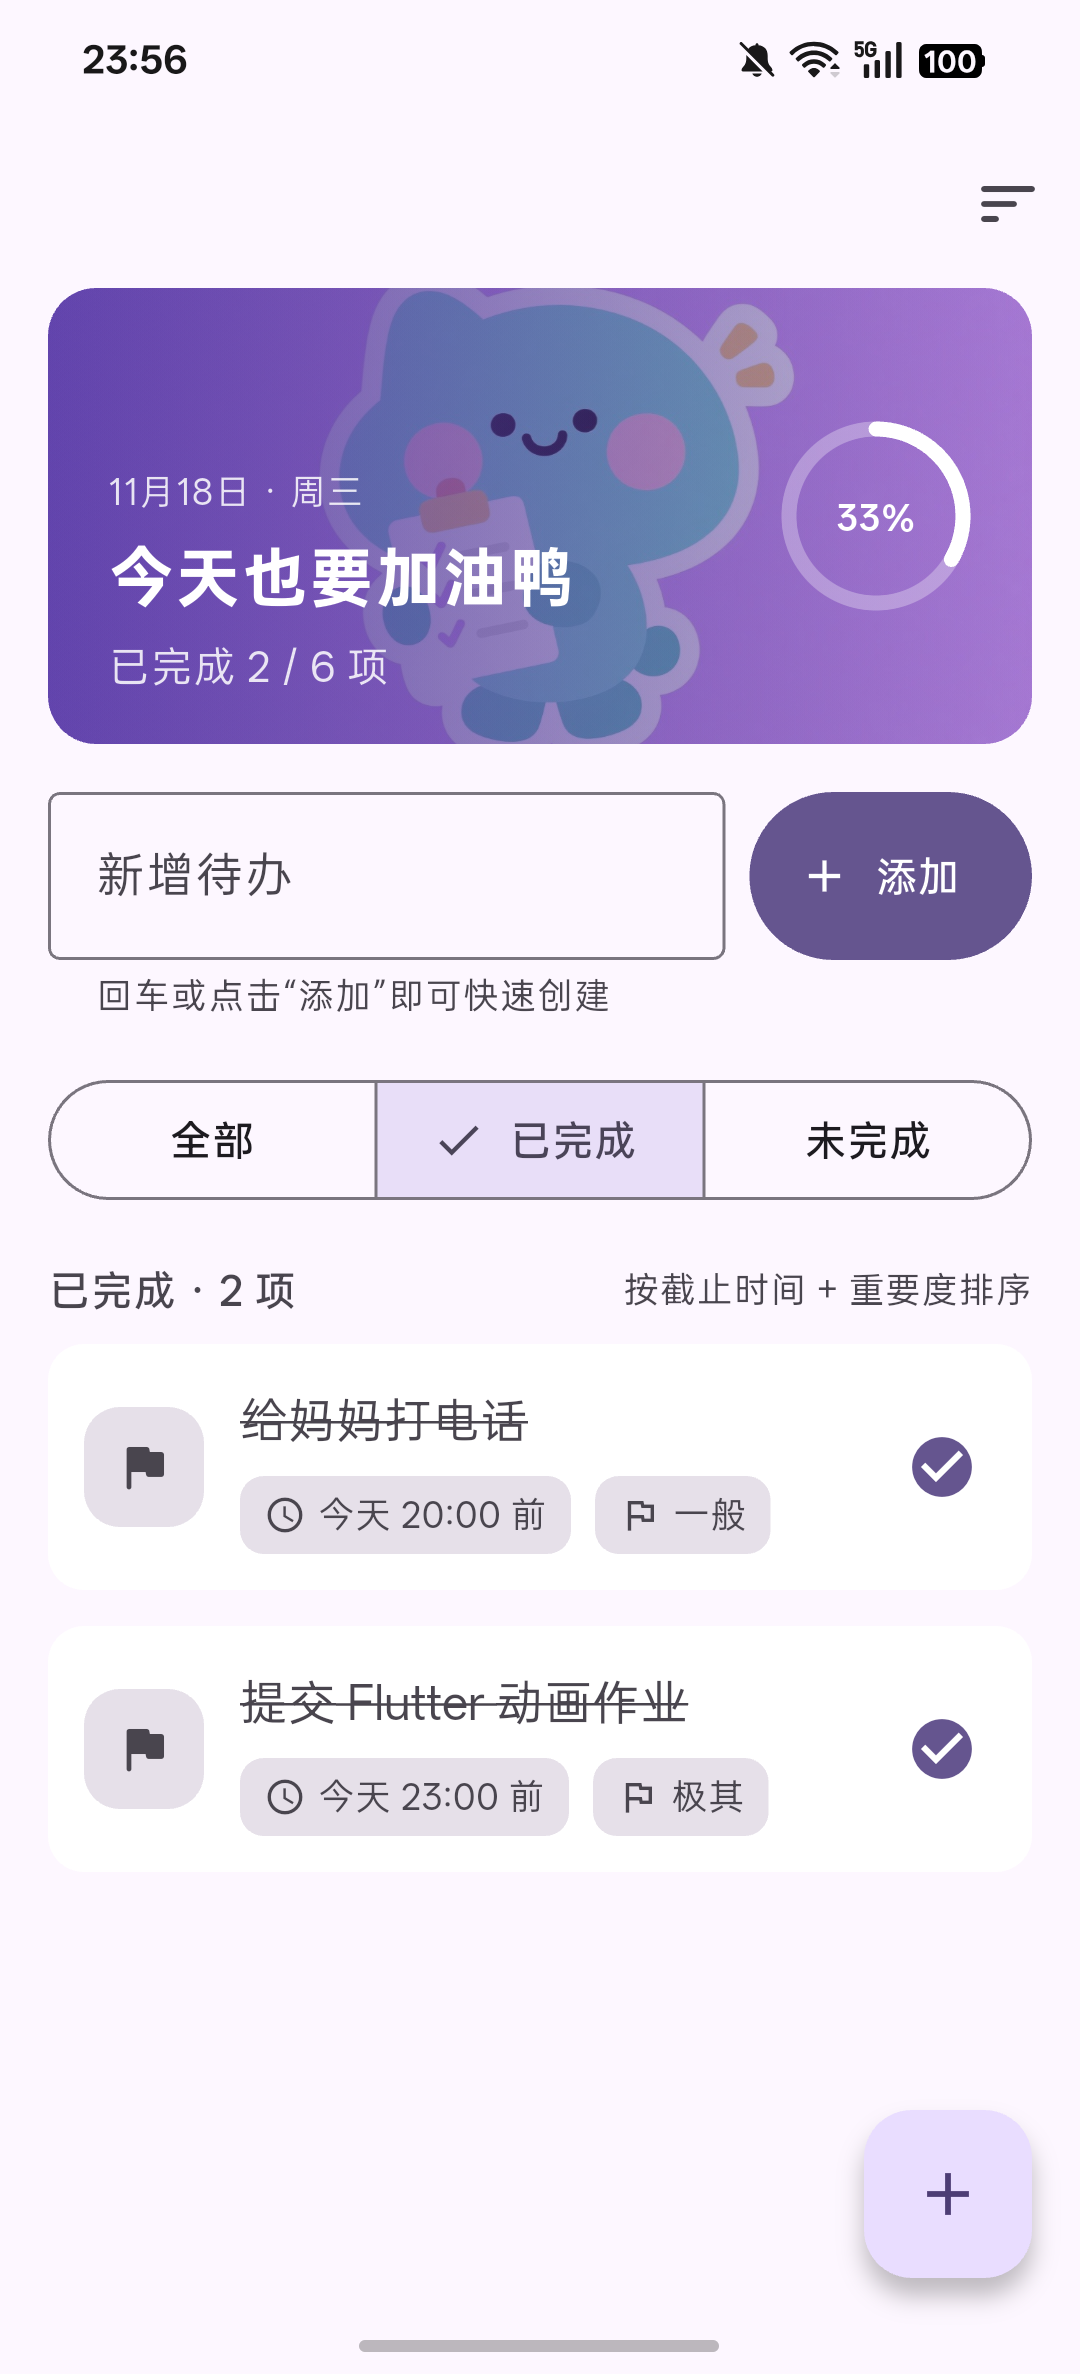 23:56
5G
100
11月18日 · 周三
今天也要加油鸭
已完成 2 / 6 项
33%
新增待办
+ 添加
回车或点击“添加”即可快速创建
全部
已完成
未完成
已完成 · 2 项
按截止时间 + 重要度排序
给妈妈打电话
今天 20:00 前
一般
提交 Flutter 动画作业
今天 23:00 前
极其